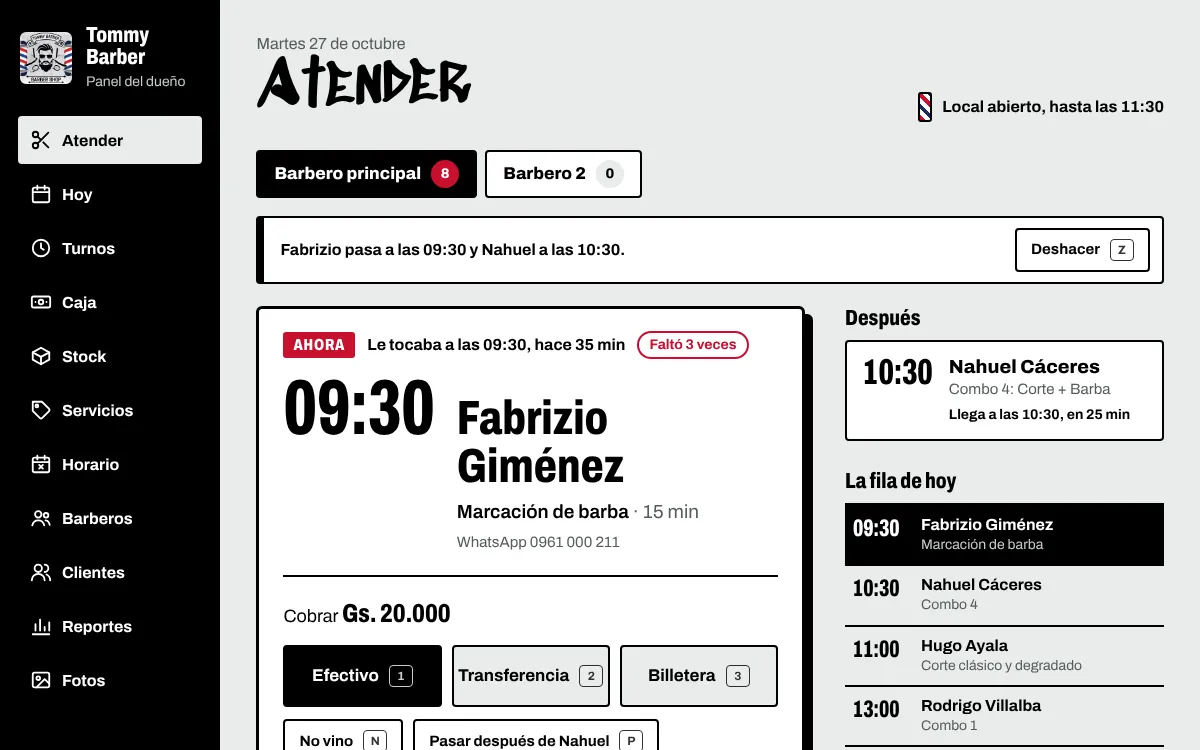 Tommy
Barber
Panel del dueño
BARBER SHOP
Atender
Hoy
Turnos
Caja
Stock
Servicios
Horario
Barberos
Clientes
Reportes
Fotos
Martes 27 de octubre
ATENDER
Local abierto, hasta las 11:30
Barbero principal 8
Barbero 2 0
Fabrizio pasa a las 09:30 y Nahuel a las 10:30.
Deshacer Z
AHORA Le tocaba a las 09:30, hace 35 min Faltó 3 veces
09:30 Fabrizio
Giménez
Marcación de barba · 15 min
WhatsApp 0961 000 211
Cobrar Gs. 20.000
Efectivo 1
Transferencia 2
Billetera 3
No vino N
Pasar después de Nahuel P
Después
10:30 Nahuel Cáceres
Combo 4: Corte + Barba
Llega a las 10:30, en 25 min
La fila de hoy
09:30 Fabrizio Giménez
Marcación de barba
10:30 Nahuel Cáceres
Combo 4
11:00 Hugo Ayala
Corte clásico y degradado
13:00 Rodrigo Villalba
Combo 1